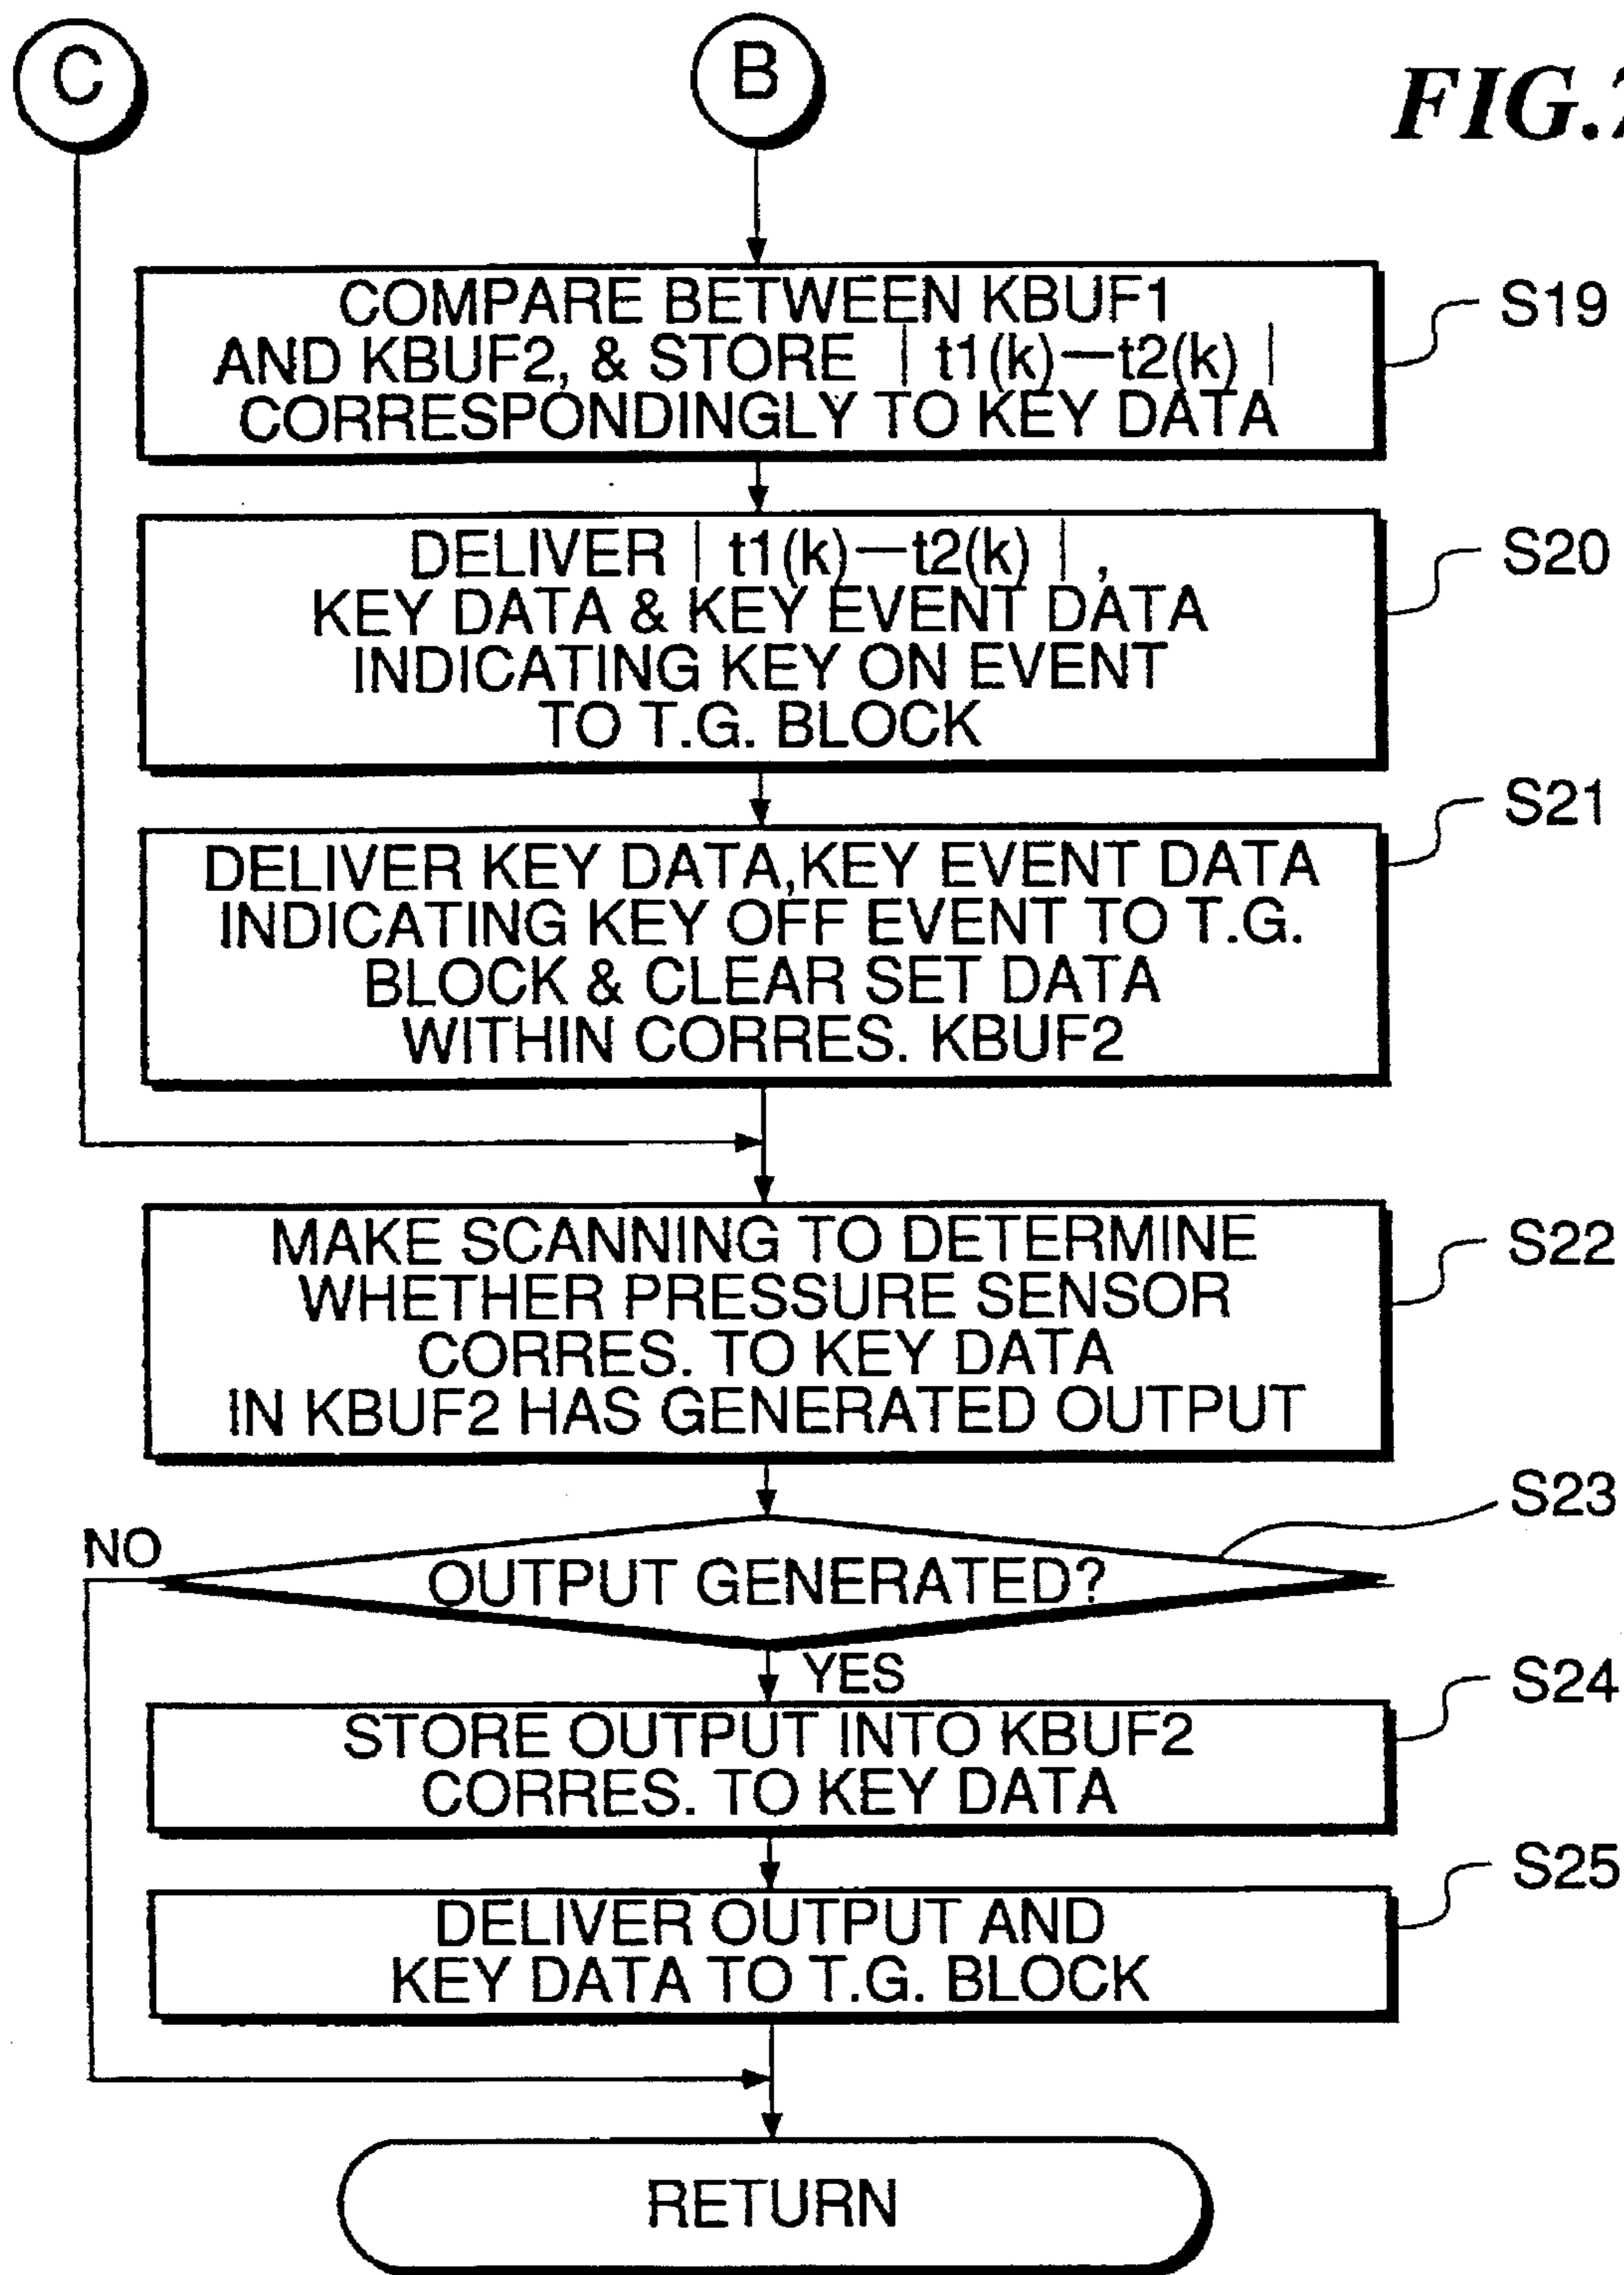 C
B
FIG.7
COMPARE BETWEEN KBUF1
AND KBUF2, & STORE | t1(k)—t2(k) |
CORRESPONDINGLY TO KEY DATA
S19
DELIVER | t1(k)—t2(k) | ,
KEY DATA & KEY EVENT DATA
INDICATING KEY ON EVENT
TO T.G. BLOCK
S20
DELIVER KEY DATA,KEY EVENT DATA
INDICATING KEY OFF EVENT TO T.G.
BLOCK & CLEAR SET DATA
WITHIN CORRES. KBUF2
S21
MAKE SCANNING TO DETERMINE
WHETHER PRESSURE SENSOR
CORRES. TO KEY DATA
IN KBUF2 HAS GENERATED OUTPUT
S22
S23
NO
OUTPUT GENERATED?
YES
STORE OUTPUT INTO KBUF2
CORRES. TO KEY DATA
S24
DELIVER OUTPUT AND
KEY DATA TO T.G. BLOCK
S25
RETURN